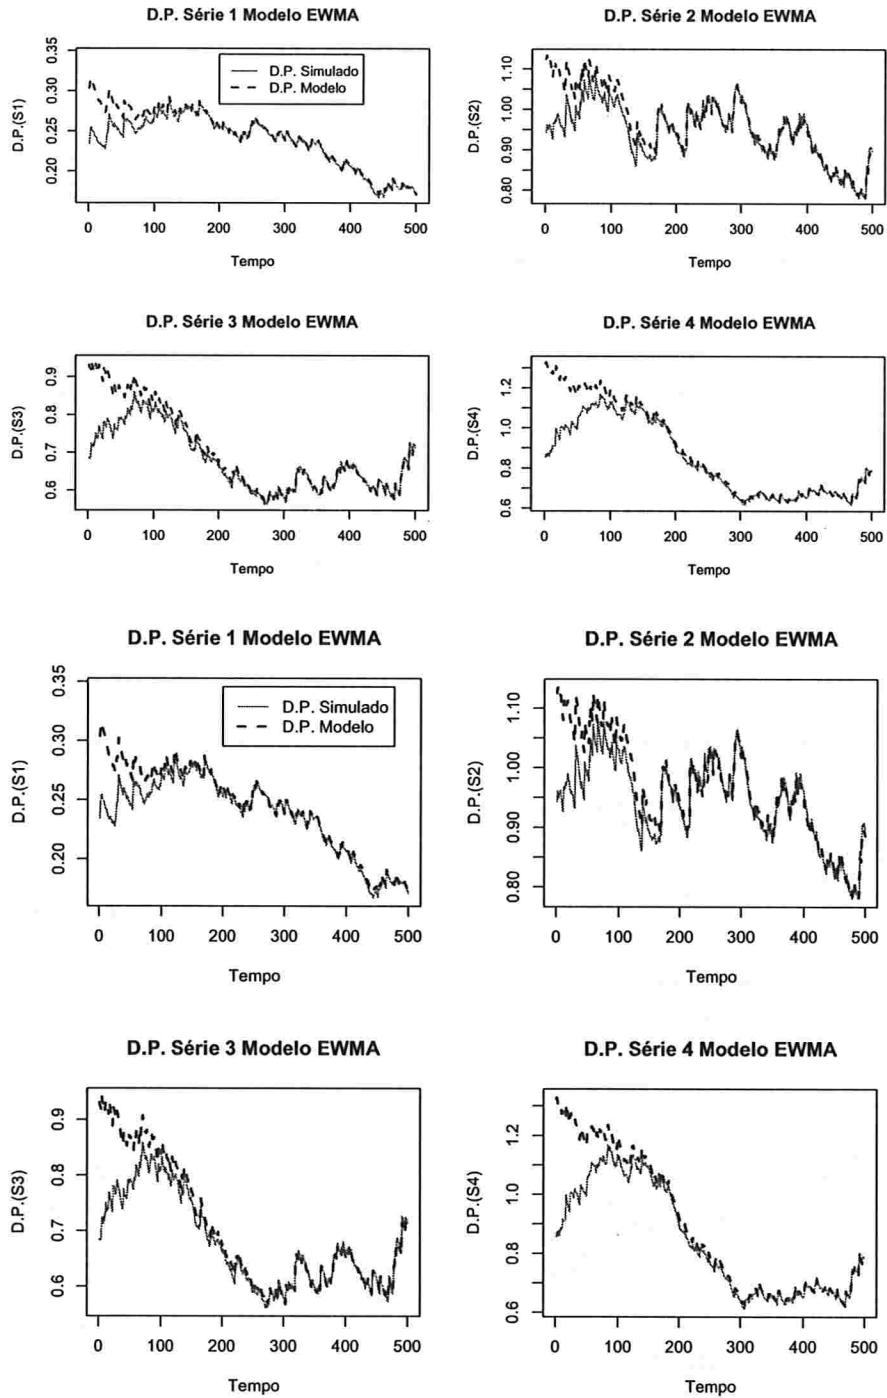 D.P. Série 1 Modelo EWMA
D.P.(S1)
0.20 0.25 0.30 0.35
D.P. Simulado
D.P. Modelo
0 100 200 300 400 500
Tempo
D.P. Série 2 Modelo EWMA
D.P.(S2)
0.80 0.90 1.00 1.10
0 100 200 300 400 500
Tempo
D.P. Série 3 Modelo EWMA
D.P.(S3)
0.6 0.7 0.8 0.9
0 100 200 300 400 500
Tempo
D.P. Série 4 Modelo EWMA
D.P.(S4)
0.6 0.8 1.0 1.2
0 100 200 300 400 500
Tempo
D.P. Série 1 Modelo EWMA
D.P.(S1)
0.20 0.25 0.30 0.35
D.P. Simulado
D.P. Modelo
0 100 200 300 400 500
Tempo
D.P. Série 2 Modelo EWMA
D.P.(S2)
0.80 0.90 1.00 1.10
0 100 200 300 400 500
Tempo
D.P. Série 3 Modelo EWMA
D.P.(S3)
0.6 0.7 0.8 0.9
0 100 200 300 400 500
Tempo
D.P. Série 4 Modelo EWMA
D.P.(S4)
0.6 0.8 1.0 1.2
0 100 200 300 400 500
Tempo